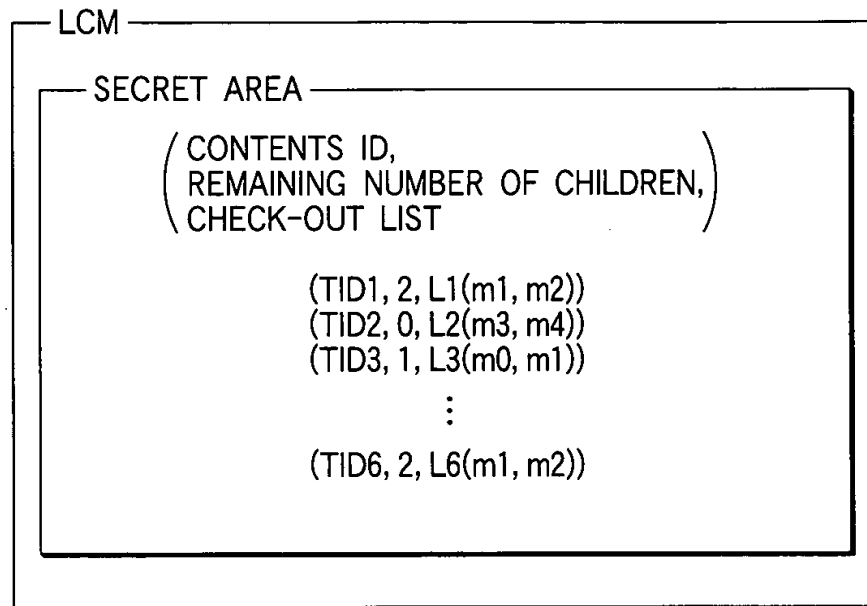 LCM
SECRET AREA
(CONTENTS ID,
REMAINING NUMBER OF CHILDREN,
CHECK-OUT LIST)
(TID1, 2, L1(m1, m2))
(TID2, 0, L2(m3, m4))
(TID3, 1, L3(m0, m1))
⋮
(TID6, 2, L6(m1, m2))